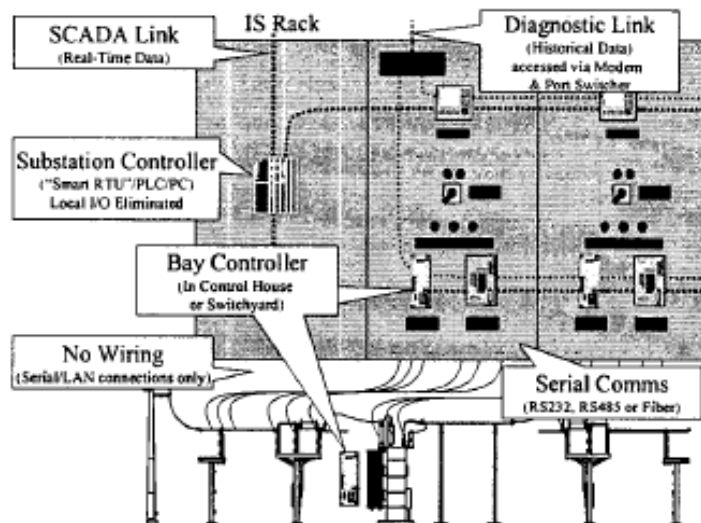 SCADA Link
(Real-Time Data)
IS Rack
Diagnostic Link
(Historical Data)
accessed via Modem
& Port Switcher
Substation Controller
("Smart RTU"/PLC/PC)
Local I/O Eliminated
Bay Controller
(In Control House
or Switchyard)
No Wiring
(Serial/LAN connections only)
Serial Comms
(RS232, RS485 or Fiber)